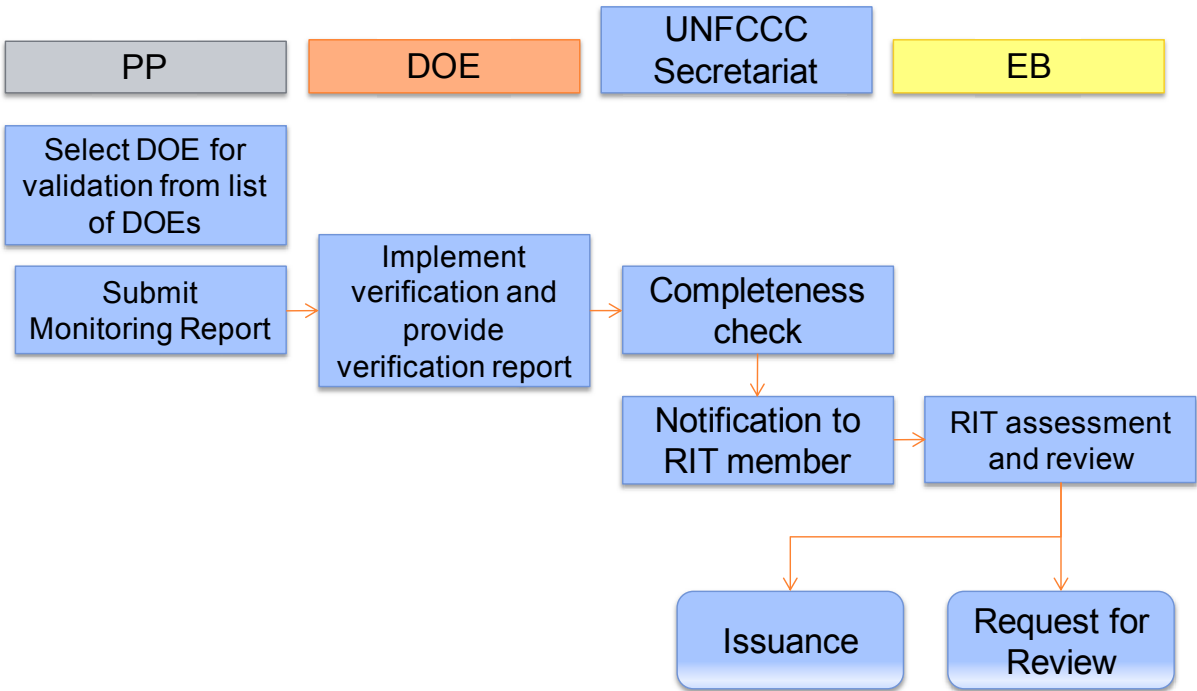 PP
DOE
UNFCCC
Secretariat
EB
Select DOE for
validation from list
of DOEs
Submit
Monitoring Report
Implement
verification and
provide
verification report
Completeness
check
Notification to
RIT member
RIT assessment
and review
Issuance
Request for
Review